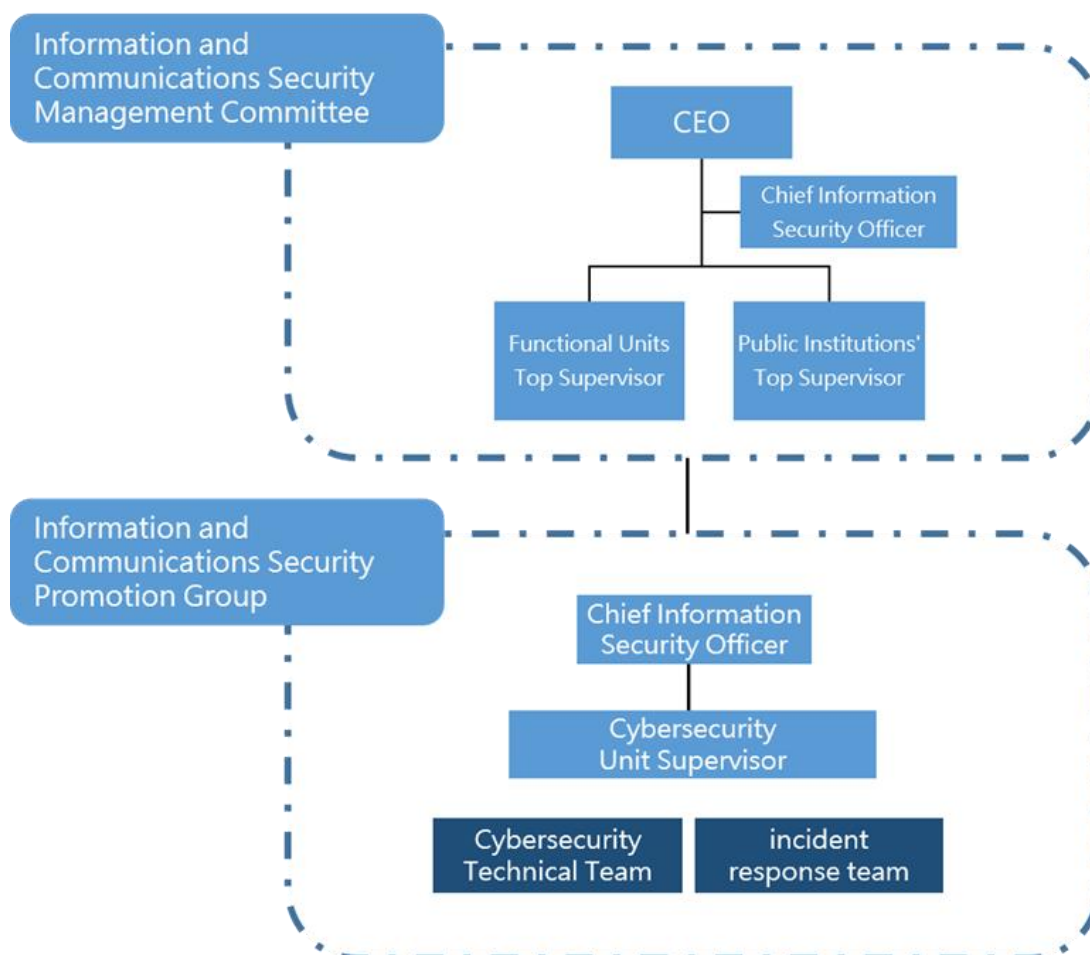 Information and
Communications Security
Management Committee
CEO
Chief Information
Security Officer
Functional Units
Top Supervisor
Public Institutions'
Top Supervisor
Information and
Communications Security
Promotion Group
Chief Information
Security Officer
Cybersecurity
Unit Supervisor
Cybersecurity
Technical Team
incident
response team